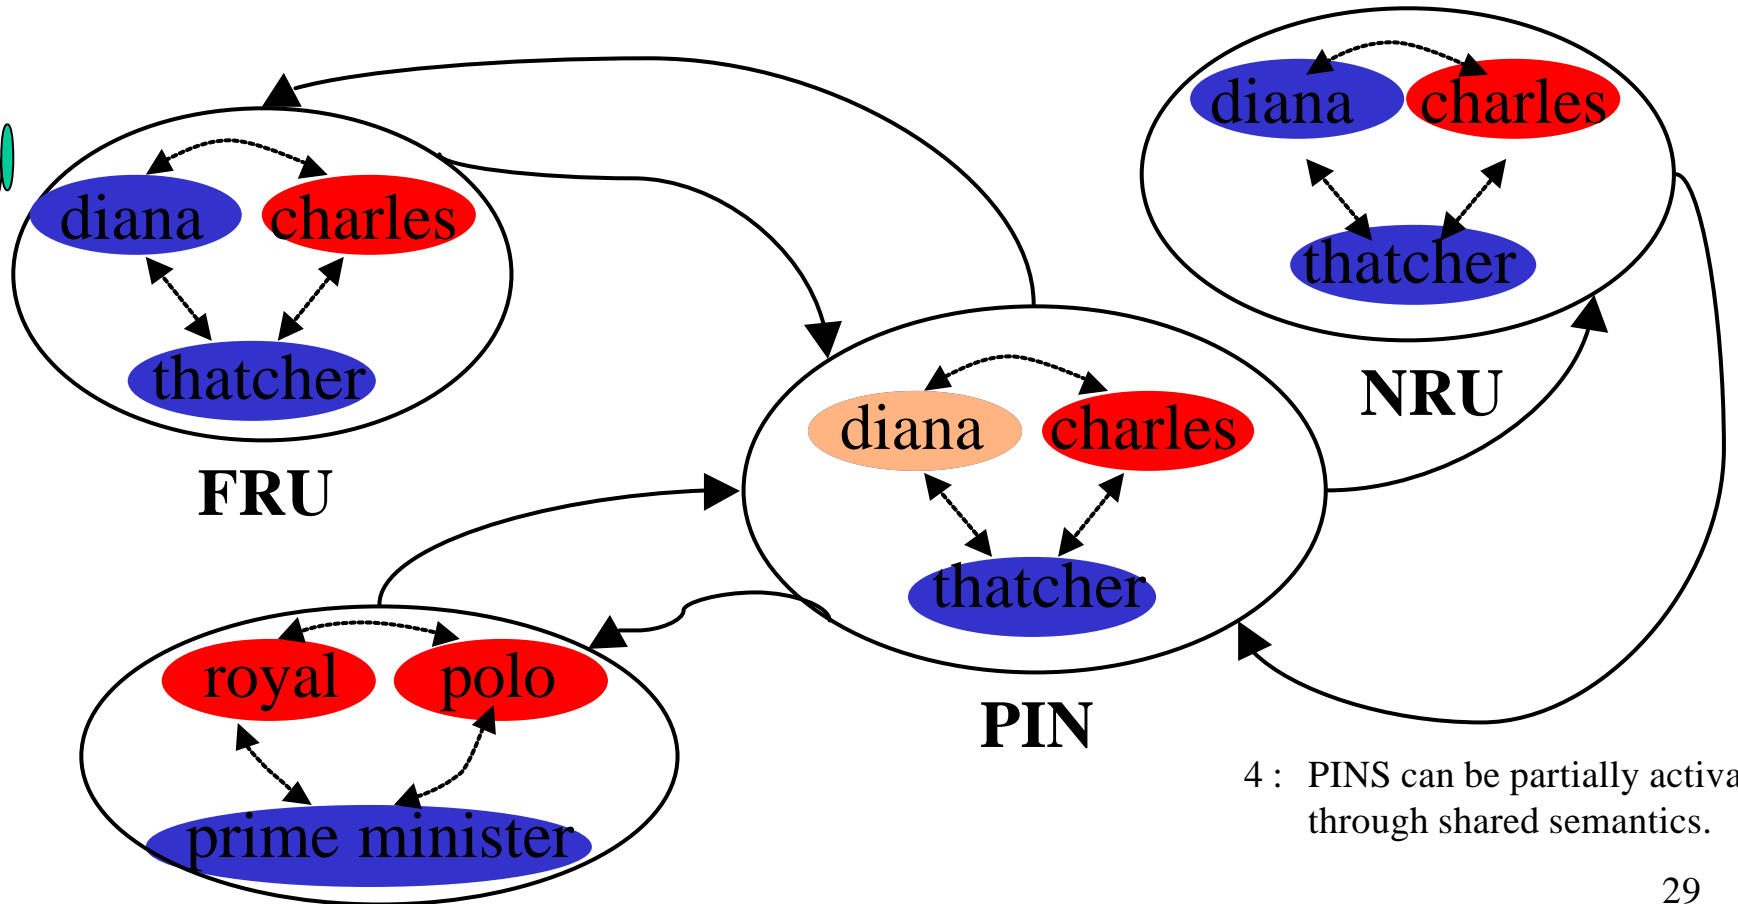 diana charles
thatcher
NRU
diana charles
thatcher
FRU
diana charles
thatcher
PIN
royal polo
prime minister
4 : PINS can be partially activa
through shared semantics.
29